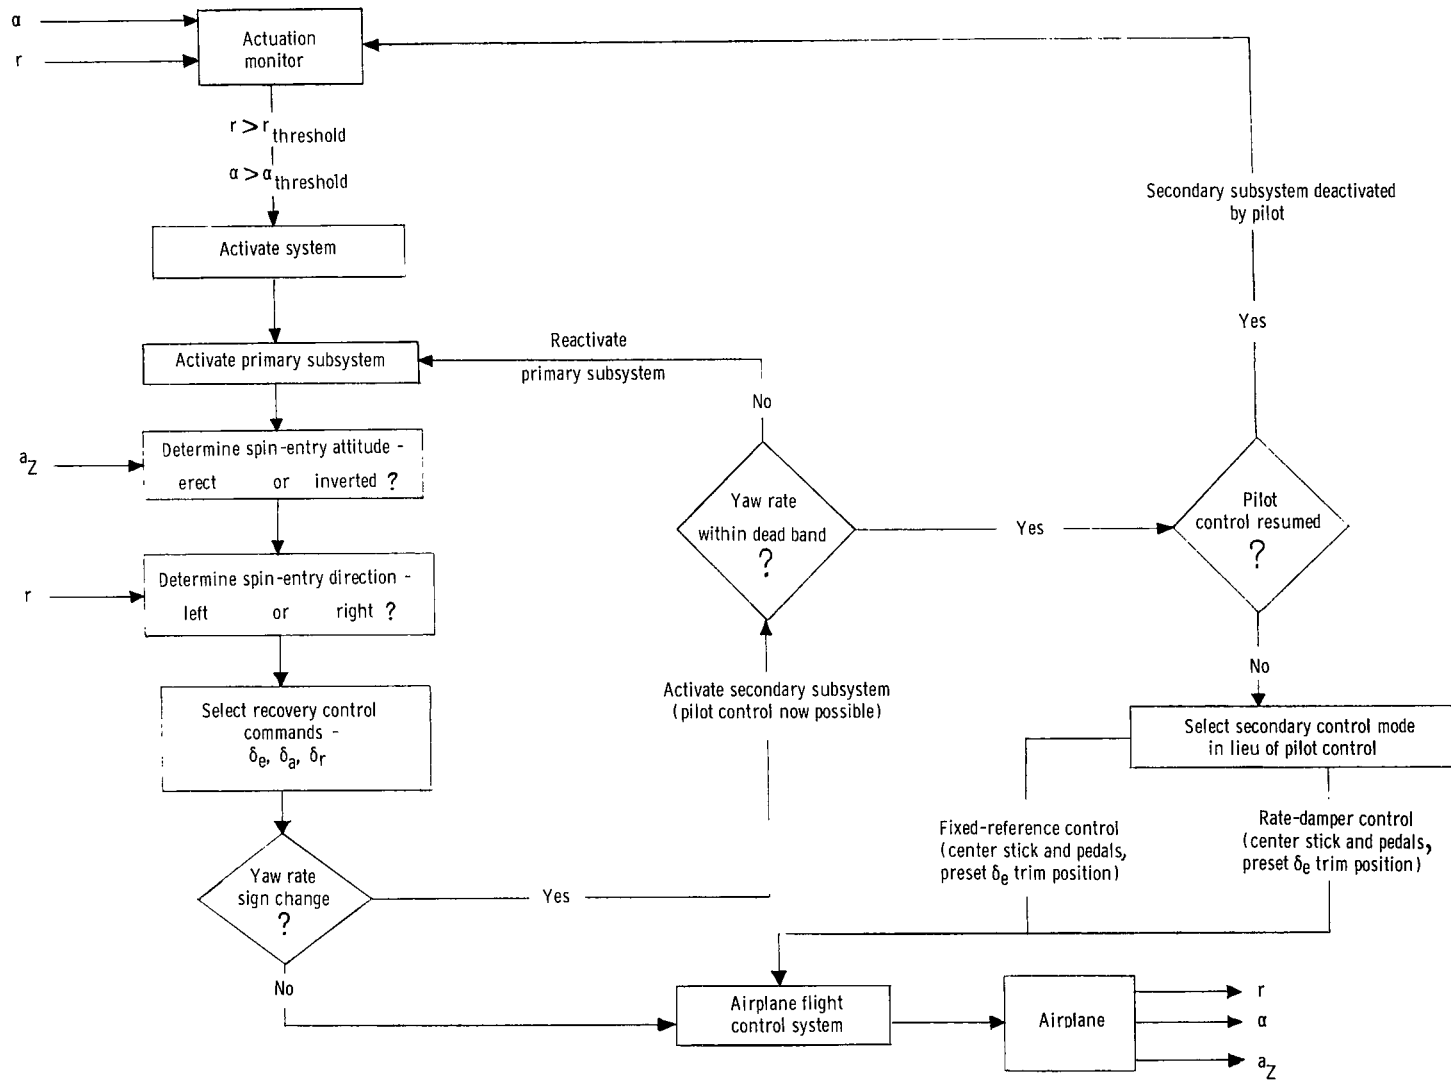 α
r
Actuation
monitor
r > r threshold
α > α threshold
Activate system
Activate primary subsystem
Reactivate
primary subsystem
aZ
Determine spin-entry attitude -
erect or inverted ?
r
Determine spin-entry direction -
left or right ?
Select recovery control
commands -
δe, δa, δr
Yaw rate
sign change
?
Yes
No
Activate secondary subsystem
(pilot control now possible)
Yaw rate
within dead band
?
No
Yes
Pilot
control resumed
?
Yes
Secondary subsystem deactivated
by pilot
No
Select secondary control mode
in lieu of pilot control
Fixed-reference control
(center stick and pedals,
preset δe trim position)
Rate-damper control
(center stick and pedals,
preset δe trim position)
Airplane flight
control system
Airplane
r
α
aZ